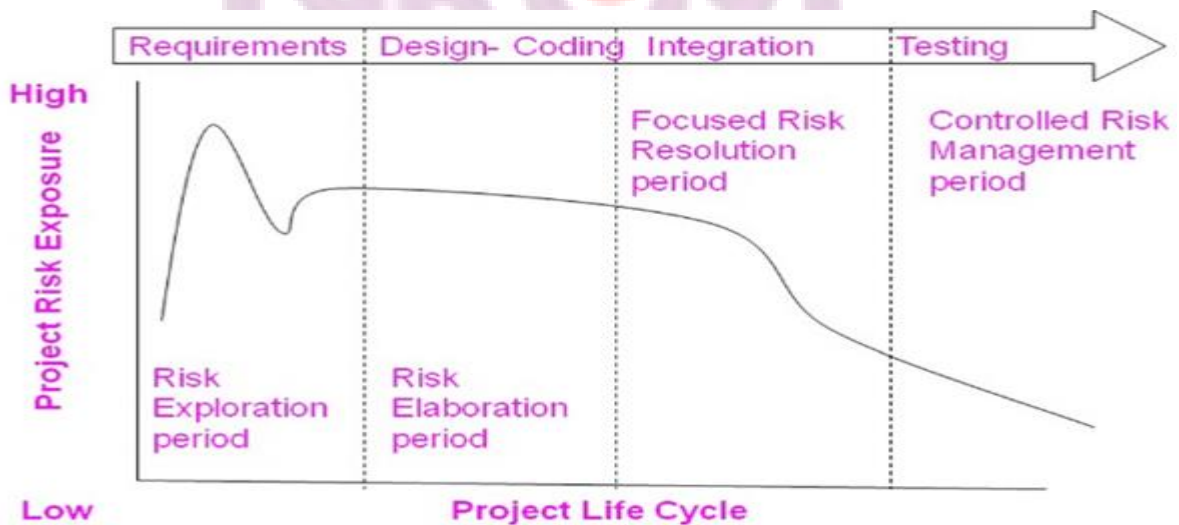 Requirements
Design- Coding
Integration
Testing
High
Project Risk Exposure
Focused Risk
Resolution
period
Controlled Risk
Management
period
Risk
Exploration
period
Risk
Elaboration
period
Low
Project Life Cycle